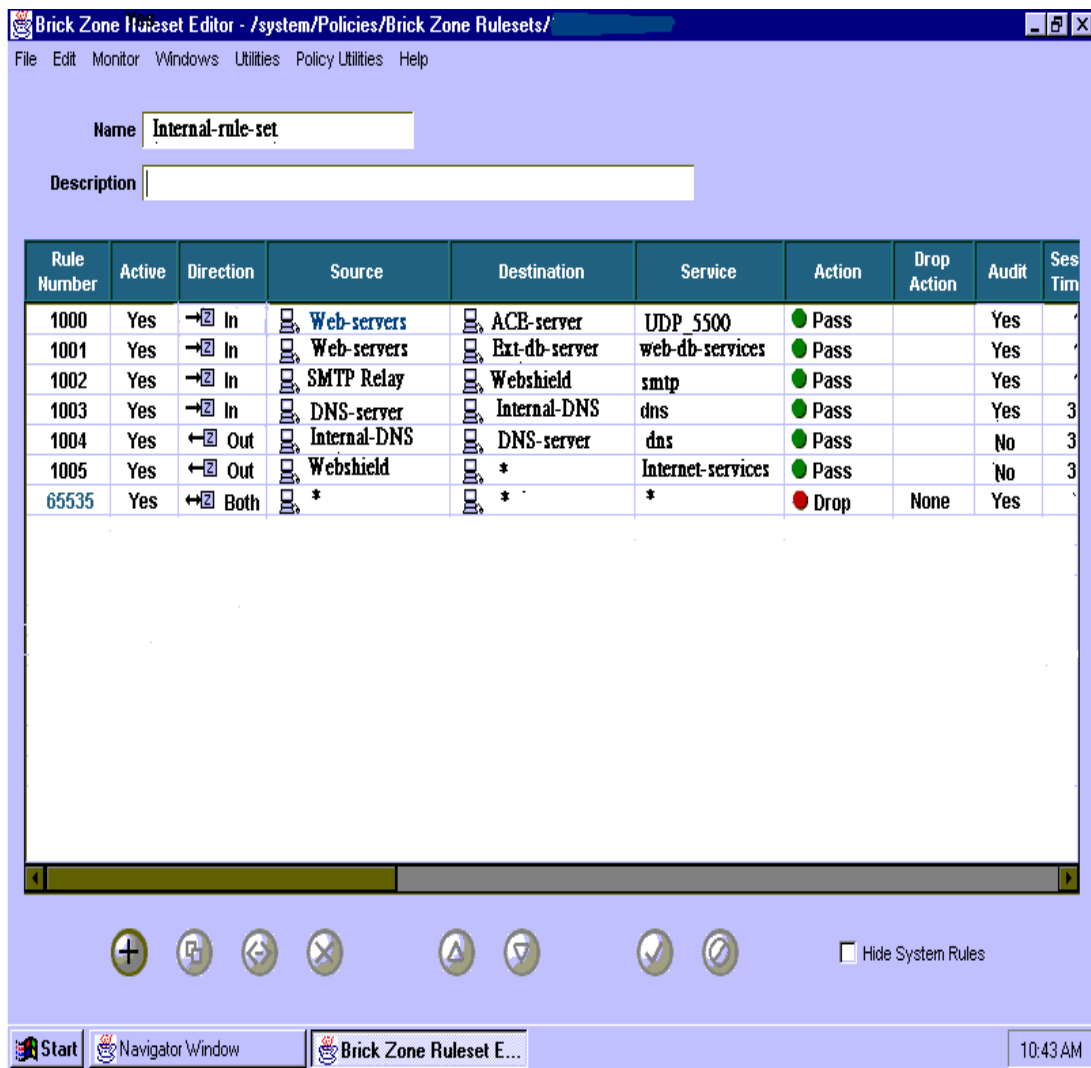 Brick Zone Ruleset Editor - /system/Policies/Brick Zone Rulesets/
File Edit Monitor Windows Utilities Policy Utilities Help
Name Internal-rule-set
Description
Rule Number Active Direction Source Destination Service Action Drop Action Audit Ses Tim
1000 Yes In Web-servers ACE-server UDP_5500 Pass Yes
1001 Yes In Web-servers Ext-db-server web-db-services Pass Yes
1002 Yes In SMTP Relay Webshield smtp Pass Yes
1003 Yes In DNS-server Internal-DNS dns Pass Yes 3
1004 Yes Out Internal-DNS DNS-server dns Pass No 3
1005 Yes Out Webshield * Internet-services Pass No 3
65535 Yes Both * * * Drop None Yes
Hide System Rules
Start Navigator Window Brick Zone Ruleset E... 10:43 AM